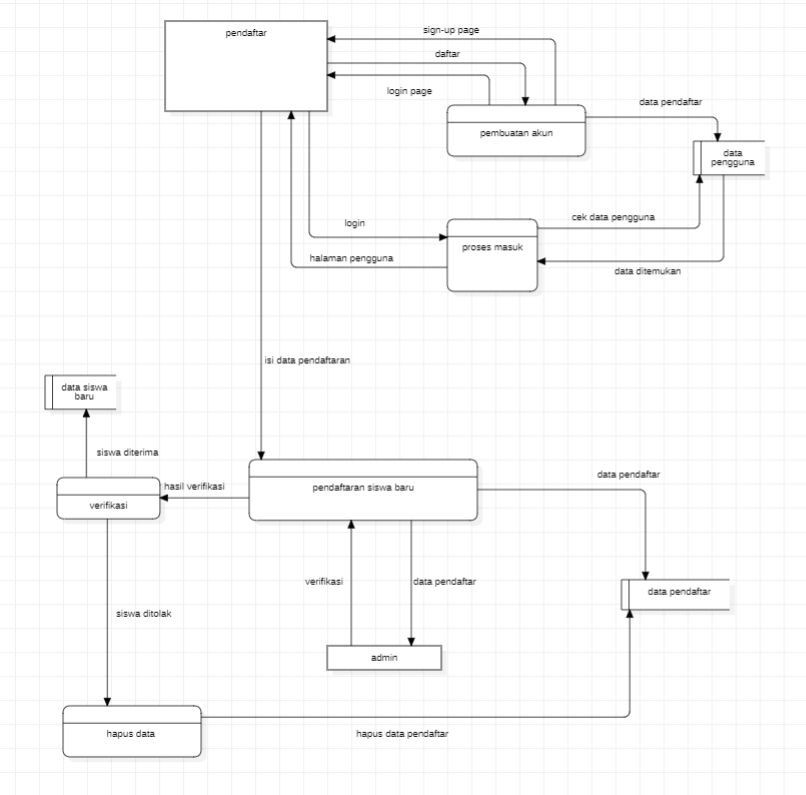 pendaftar
sign-up page
daftar
login page
data pendaftar
pembuatan akun
data
pengguna
login
cek data pengguna
proses masuk
halaman pengguna
data ditemukan
isi data pendaftaran
data siswa
baru
siswa diterima
hasil verifikasi
pendaftaran siswa baru
data pendaftar
verifikasi
verifikasi
data pendaftar
data pendaftar
siswa ditolak
admin
hapus data
hapus data pendaftar